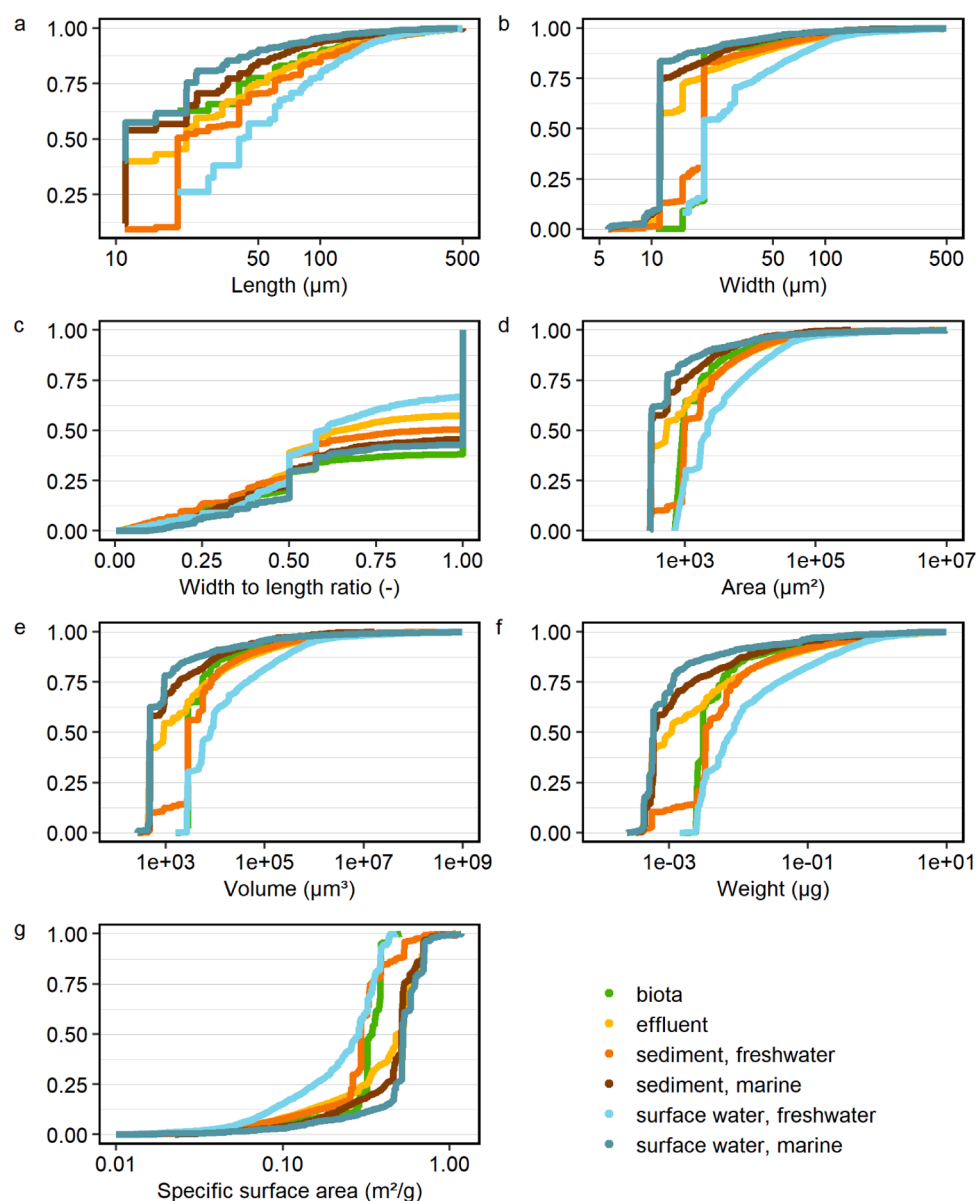 a
1.00
0.75
0.50
0.25
10
50
100
500
Length (µm)
b
1.00
0.75
0.50
0.25
0.00
5
10
50
100
500
Width (µm)
c
1.00
0.75
0.50
0.25
0.00
0.00
0.25
0.50
0.75
1.00
Width to length ratio (-)
d
1.00
0.75
0.50
0.25
0.00
1e+03
1e+05
1e+07
Area (µm²)
e
1.00
0.75
0.50
0.25
0.00
1e+03
1e+05
1e+07
1e+09
Volume (µm³)
f
1.00
0.75
0.50
0.25
0.00
1e-03
1e-01
1e+01
Weight (µg)
g
1.00
0.75
0.50
0.25
0.00
0.01
0.10
1.00
Specific surface area (m²/g)
biota
effluent
sediment, freshwater
sediment, marine
surface water, freshwater
surface water, marine